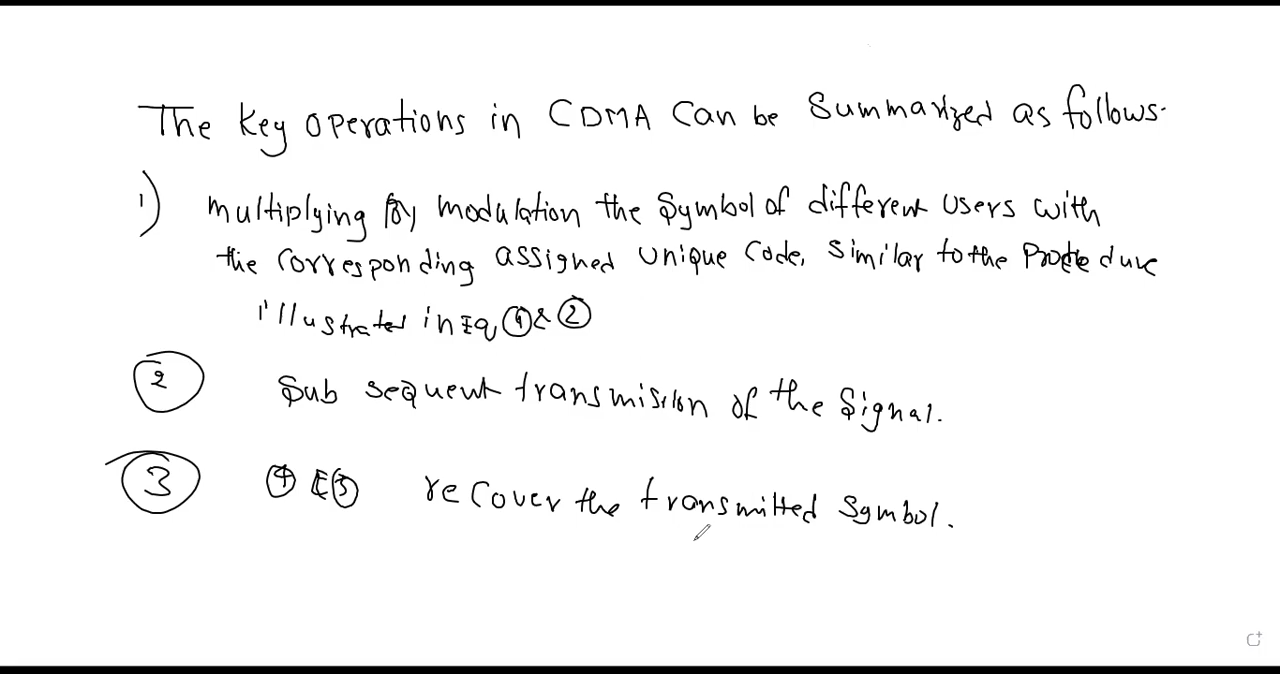 The Key Operations in CDMA Can be Summarized as follows.
1) multiplying by modulation the Symbol of different users with
the Corresponding assigned unique Code, Similar to the Procedure
illustrated in Eq ① & ②
② Sub sequent transmission of the Signal.
③ ④ & ⑤ recover the transmitted Symbol.